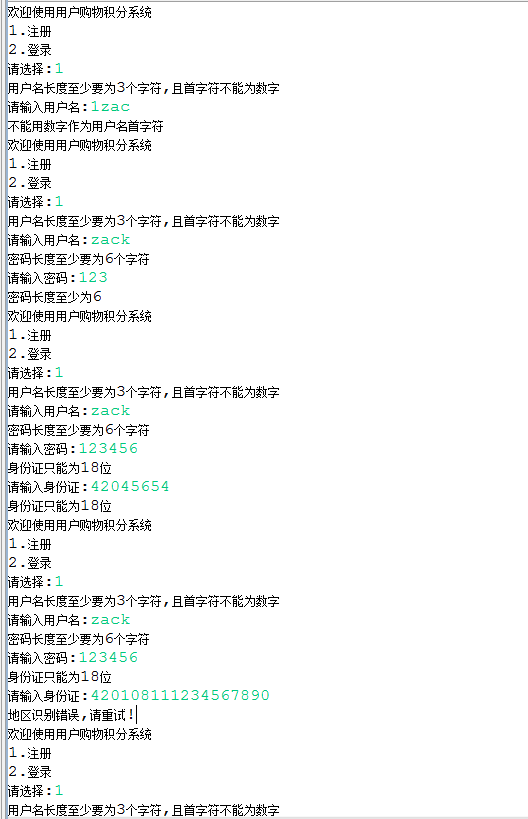 欢迎使用用户购物积分系统
1.注册
2.登录
请选择:1
用户名长度至少要为3个字符,且首字符不能为数字
请输入用户名:1zac
不能用数字作为用户名首字符
欢迎使用用户购物积分系统
1.注册
2.登录
请选择:1
用户名长度至少要为3个字符,且首字符不能为数字
请输入用户名:zack
密码长度至少要为6个字符
请输入密码:123
密码长度至少为6
欢迎使用用户购物积分系统
1.注册
2.登录
请选择:1
用户名长度至少要为3个字符,且首字符不能为数字
请输入用户名:zack
密码长度至少要为6个字符
请输入密码:123456
身份证只能为18位
请输入身份证:42045654
身份证只能为18位
欢迎使用用户购物积分系统
1.注册
2.登录
请选择:1
用户名长度至少要为3个字符,且首字符不能为数字
请输入用户名:zack
密码长度至少要为6个字符
请输入密码:123456
身份证只能为18位
请输入身份证:420108111234567890
地区识别错误,请重试!
欢迎使用用户购物积分系统
1.注册
2.登录
请选择:1
用户名长度至少要为3个字符,且首字符不能为数字